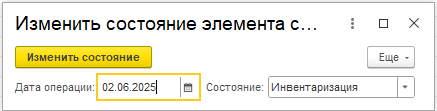 Изменить состояние элемента с...
Изменить состояние Еще
Дата операции: 02.06.2025 Состояние: Инвентаризация